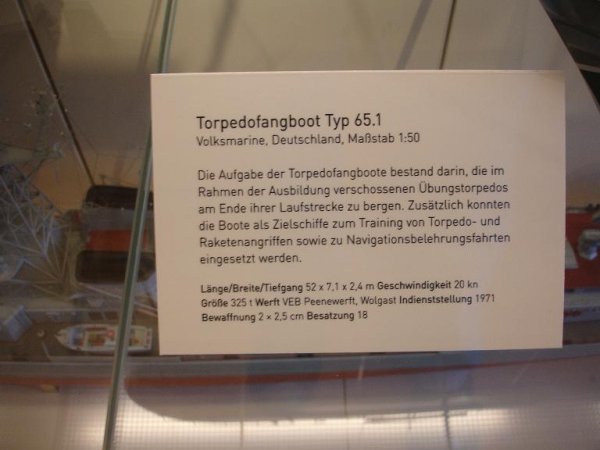 Torpedofangboot Typ 65.1
Volksmarine, Deutschland, Maßstab 1:50
Die Aufgabe der Torpedofangboote bestand darin, die im
Rahmen der Ausbildung verschossenen Übungstorpedos
am Ende ihrer Laufstrecke zu bergen. Zusätzlich konnten
die Boote als Zielschiffe zum Training von Torpedo- und
Raketenangriffen sowie zu Navigationsbelehrungsfahrten
eingesetzt werden.
Länge/Breite/Tiefgang 52 x 7,1 x 2,4 m Geschwindigkeit 20 kn
Größe 325 t Werft VEB Peenewerft, Wolgast Indienststellung 1971
Bewaffnung 2 × 2,5 cm Besatzung 18